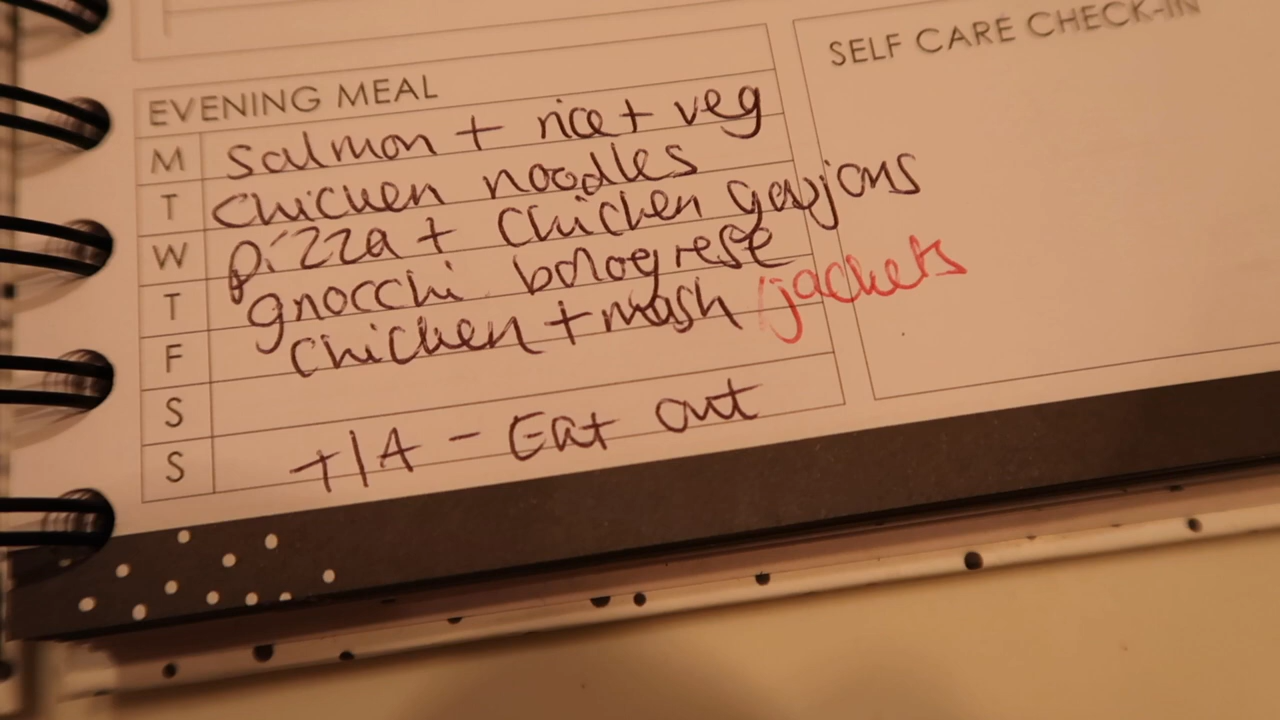 EVENING MEAL
M salmon + rice + veg
T chicken noodles
W pizza + chicken goujons
T gnocchi bolognese
F chicken + mash /jackets
S
S T/A - Eat out
SELF CARE CHECK-IN